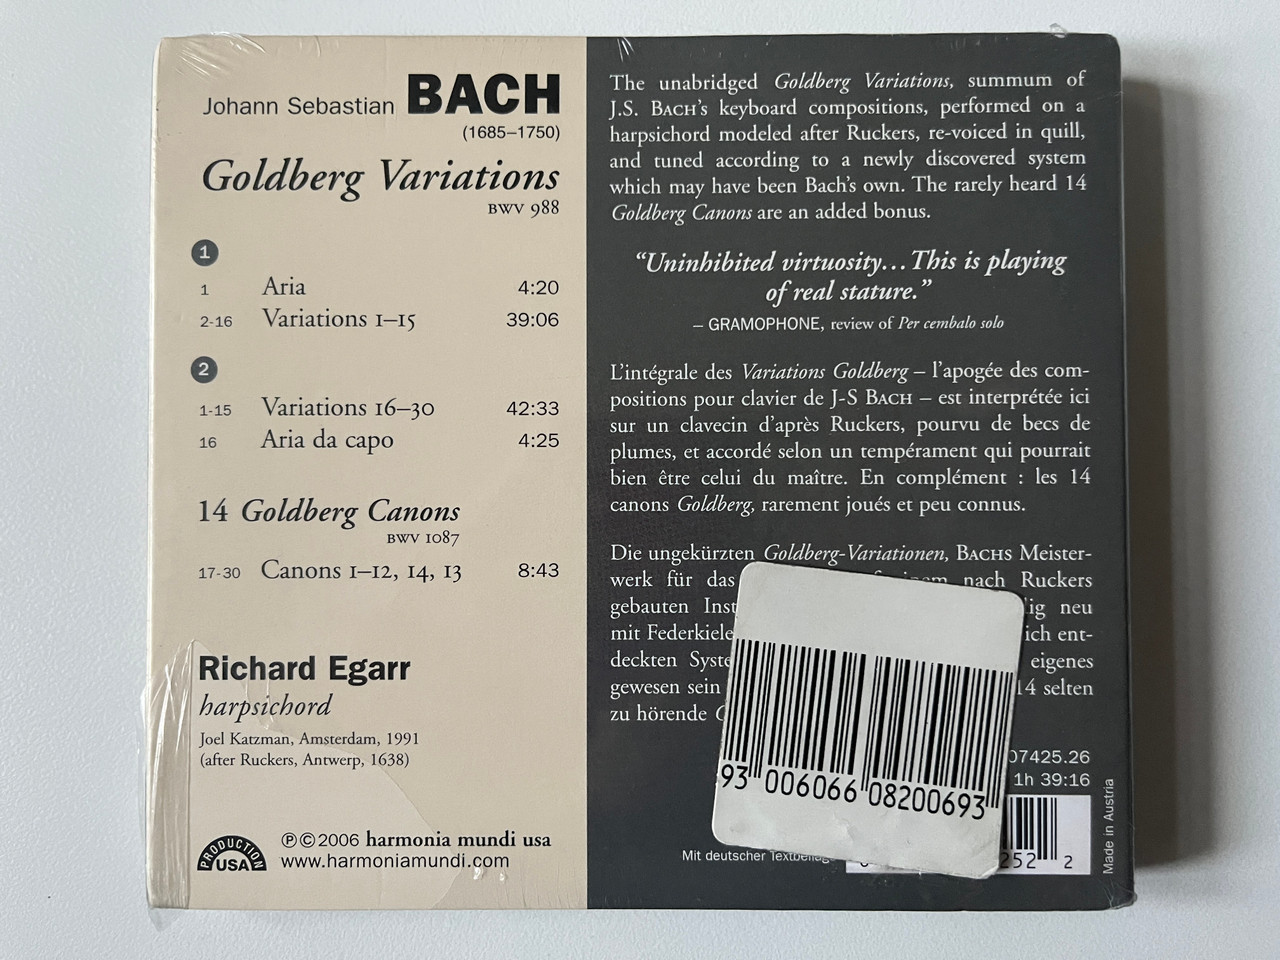 Johann Sebastian BACH
(1685–1750)
Goldberg Variations
BWV 988
1
1 Aria 4:20
2-16 Variations 1–15 39:06
2
1-15 Variations 16–30 42:33
16 Aria da capo 4:25
14 Goldberg Canons
BWV 1087
17-30 Canons 1–12, 14, 13 8:43
Richard Egarr
harpsichord
Joel Katzman, Amsterdam, 1991
(after Ruckers, Antwerp, 1638)
PRODUCTION
USA
℗©2006 harmonia mundi usa
www.harmoniamundi.com
The unabridged Goldberg Variations, summum of
J.S. BACH's keyboard compositions, performed on a
harpsichord modeled after Ruckers, re-voiced in quill,
and tuned according to a newly discovered system
which may have been Bach's own. The rarely heard 14
Goldberg Canons are an added bonus.
“Uninhibited virtuosity…This is playing
of real stature.”
– GRAMOPHONE, review of Per cembalo solo
L'intégrale des Variations Goldberg – l'apogée des com-
positions pour clavier de J-S BACH – est interprétée ici
sur un clavecin d'après Ruckers, pourvu de becs de
plumes, et accordé selon un tempérament qui pourrait
bien être celui du maître. En complément : les 14
canons Goldberg, rarement joués et peu connus.
Die ungekürzten Goldberg-Variationen, BACHS Meister-
werk für das nach Ruckers
gebauten neu
mit ent-
deckten eigenes
gewesen sein 14 selten
zu hörende
07425.26
1h 39:16
93 006066 08200693
Mit deutscher Textbeilage
252 2
Made in Austria